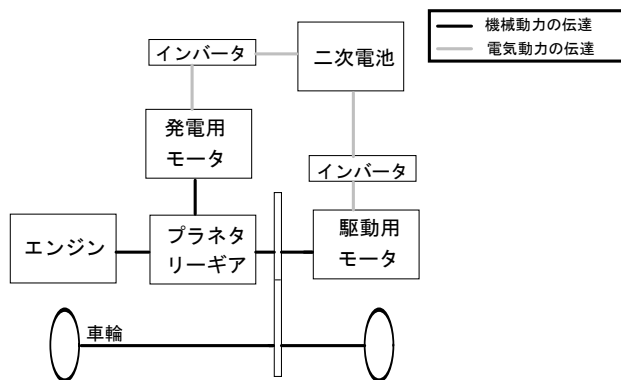 機械動力の伝達
電気動力の伝達
インバータ
二次電池
発電用
モータ
インバータ
エンジン
プラネタ
リーギア
駆動用
モータ
車輪